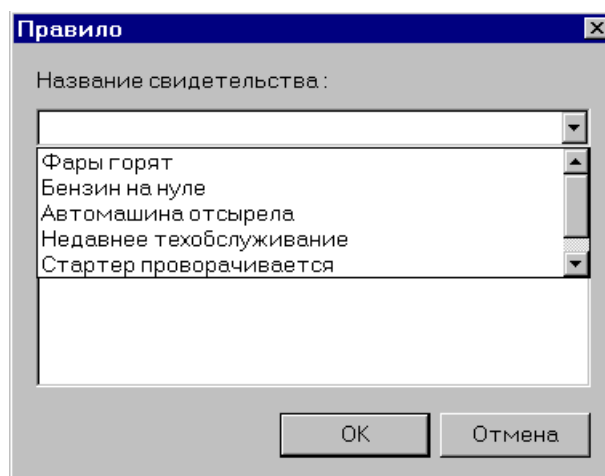 Правило
Название свидетельства:
Фары горят
Бензин на нуле
Автомашина отсырела
Недавнее техобслуживание
Стартер проворачивается
OK
Отмена